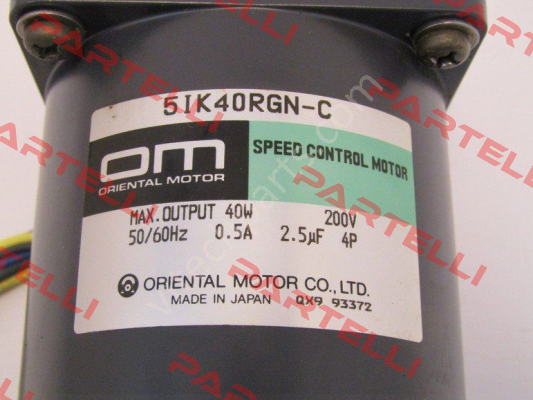 5IK40RGN-C
om
ORIENTAL MOTOR
SPEED CONTROL MOTOR
MAX.OUTPUT 40W 200V
50/60Hz 0.5A 2.5μF 4P
ORIENTAL MOTOR CO.,LTD.
MADE IN JAPAN QX9 93372
PARTELLI
PARTELLI
PARTELLI
PARTELLI
PARTELLI